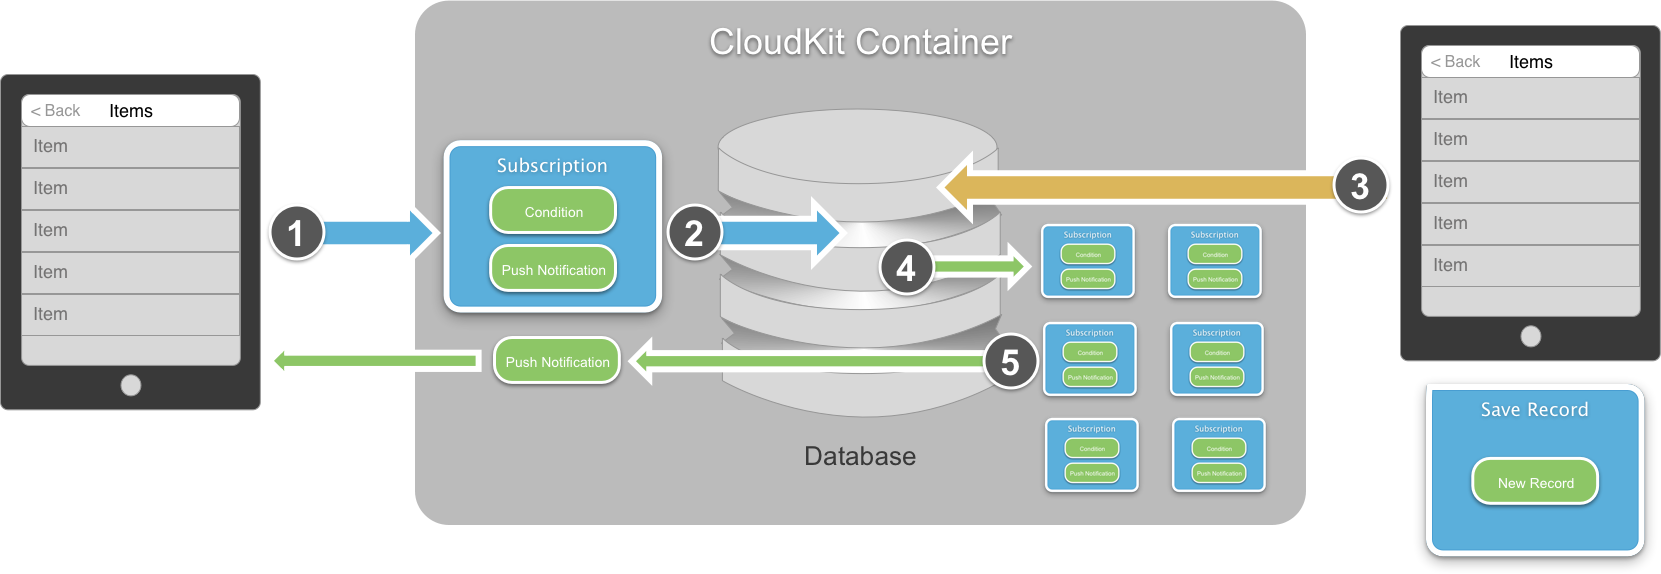 CloudKit Container
< Back Items
Item
Item
Item
Item
Item
1
Subscription
Condition
Push Notification
2
3
4
5
Push Notification
Database
Subscription
Condition
Push Notification
Subscription
Condition
Push Notification
Subscription
Condition
Push Notification
Subscription
Condition
Push Notification
Subscription
Condition
Push Notification
Subscription
Condition
Push Notification
< Back Items
Item
Item
Item
Item
Item
Save Record
New Record